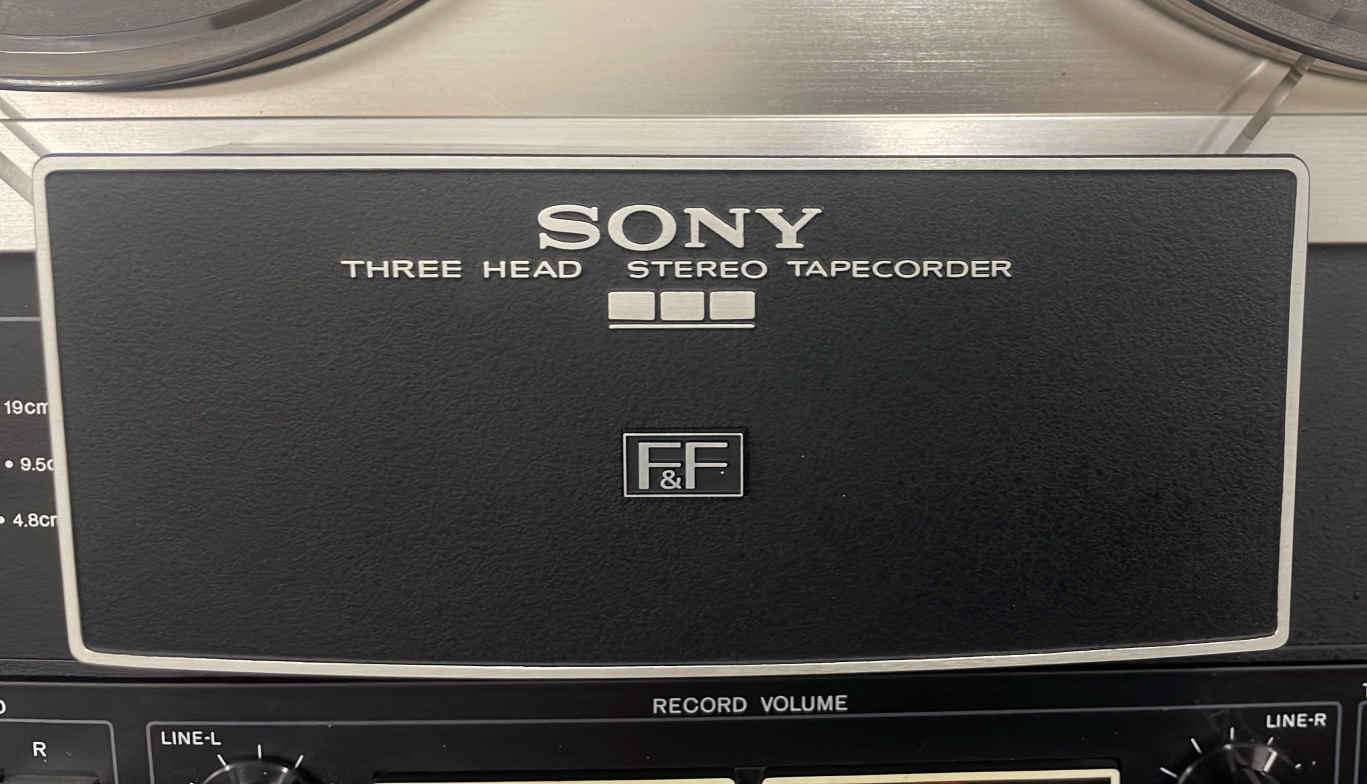 SONY
THREE HEAD STEREO TAPECORDER
19cm
• 9.5c
• 4.8cm
F&F
RECORD VOLUME
LINE-L
LINE-R
R